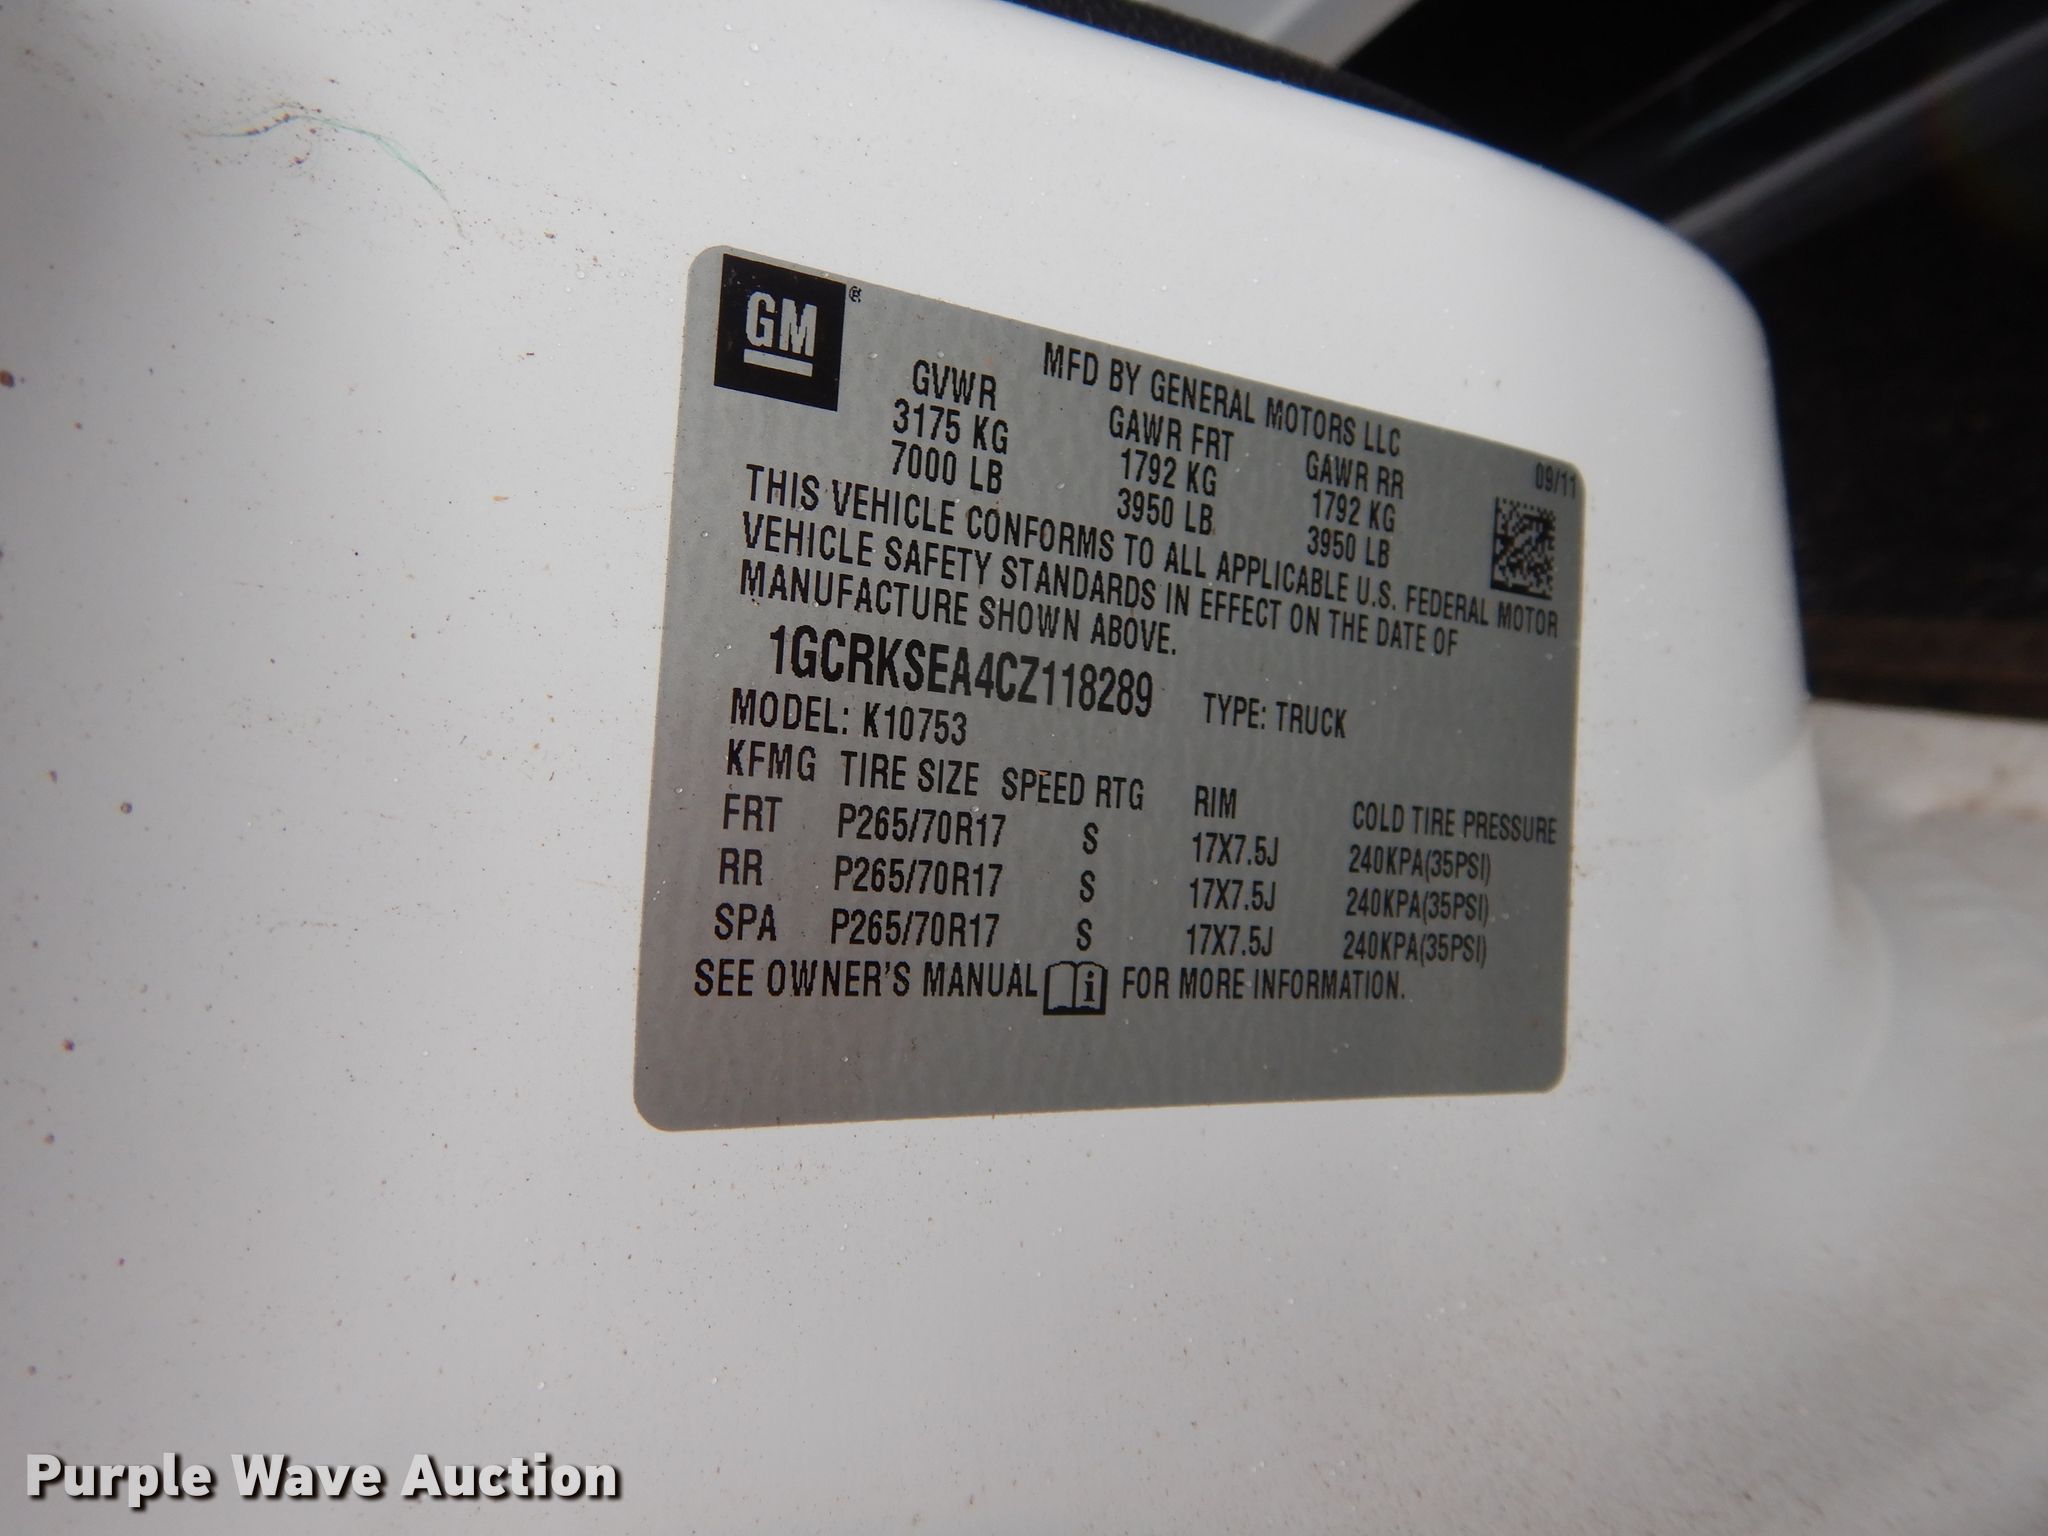 GM®
MFD BY GENERAL MOTORS LLC
09/11
GVWR GAWR FRT GAWR RR
3175 KG 1792 KG 1792 KG
7000 LB 3950 LB 3950 LB
THIS VEHICLE CONFORMS TO ALL APPLICABLE U.S. FEDERAL MOTOR
VEHICLE SAFETY STANDARDS IN EFFECT ON THE DATE OF
MANUFACTURE SHOWN ABOVE.
1GCRKSEA4CZ118289 TYPE: TRUCK
MODEL: K10753
KFMG TIRE SIZE SPEED RTG RIM COLD TIRE PRESSURE
FRT P265/70R17 S 17X7.5J 240KPA(35PSI)
RR P265/70R17 S 17X7.5J 240KPA(35PSI)
SPA P265/70R17 S 17X7.5J 240KPA(35PSI)
SEE OWNER'S MANUAL i FOR MORE INFORMATION.
Purple Wave Auction